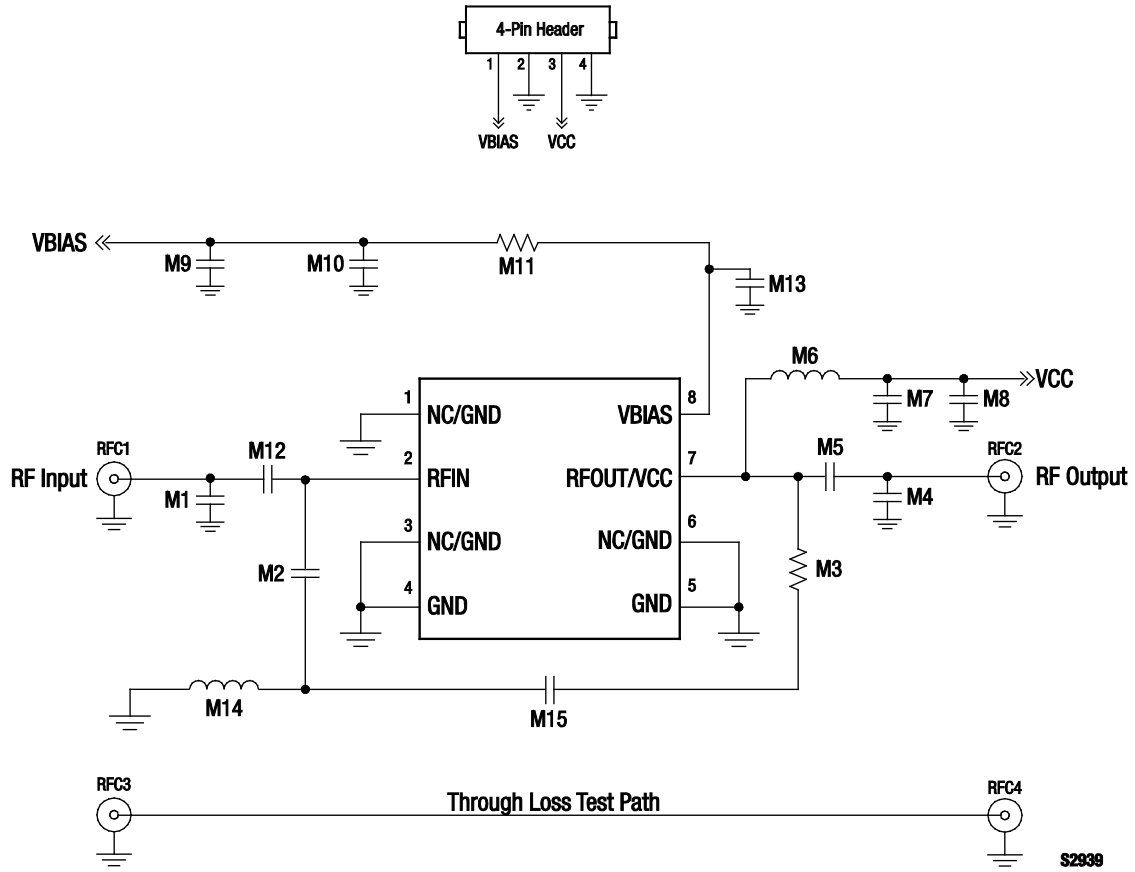 4-Pin Header
1 2 3 4
VBIAS VCC
VBIAS
M9
M10
M11
M13
M6
VCC
M7
M8
1
NC/GND
VBIAS
8
RFC1
M12
RF Input
M1
2
RFIN
RFOUT/VCC
7
M5
RFC2
RF Output
M4
3
NC/GND
NC/GND
6
M2
M3
4
GND
GND
5
M14
M15
RFC3
Through Loss Test Path
RFC4
S2939